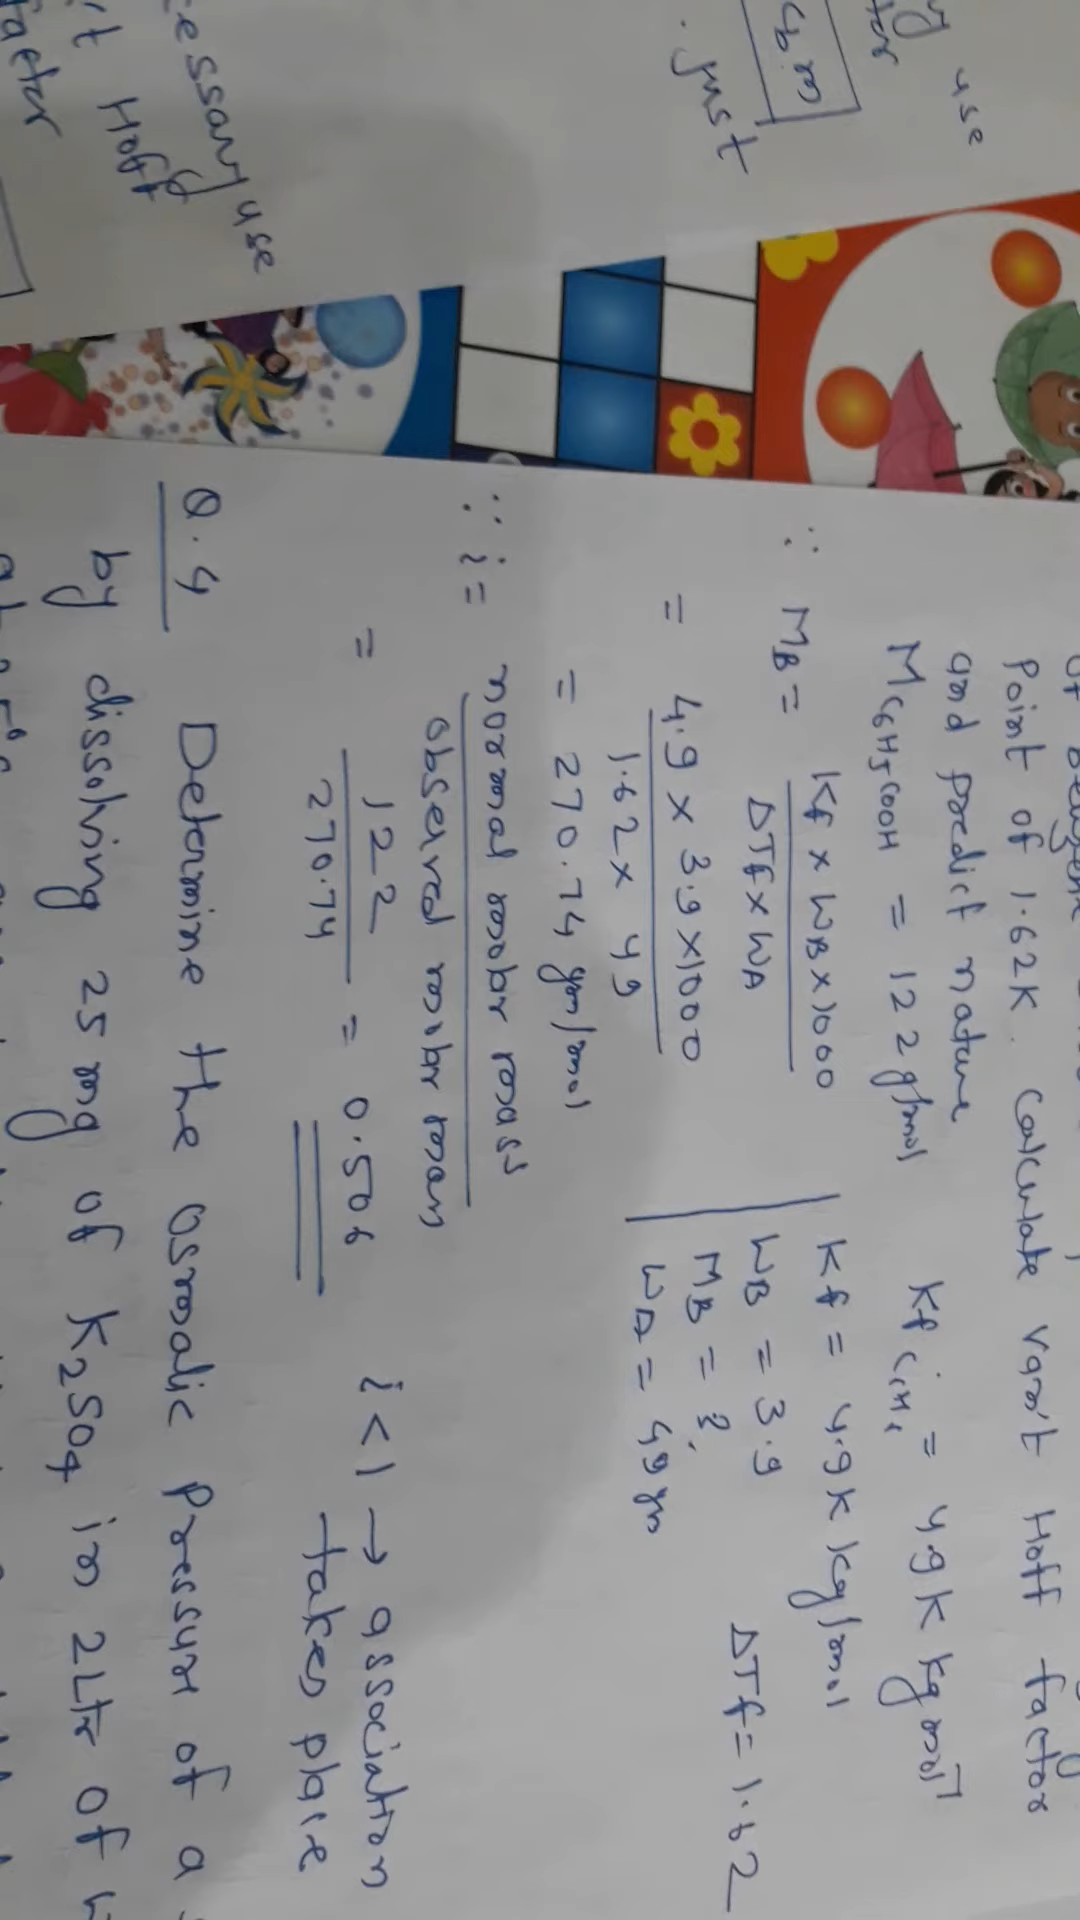 use
just
essary use
't Hoff
factor
Point of 1.62K. Calculate van't Hoff factor
and predict nature
MC6H5COOH = 122 g/mol Kf = 4.9 K kg mol-1
∵ MB = Kf × WB × 1000
ΔTf × WA
= 4.9 × 3.9 × 1000
1.62 × 49
= 270.74 gm/mol
Kf = 4.9 K kg/mol
WB = 3.9 ΔTf = 1.62
MB = ?
WA = 49 gm
∵ i = normal molar mass
observed molar mass
= 122
270.74
= 0.506
i < 1 → association
takes place
Q.4 Determine the osmotic pressure of a
by dissolving 25 mg of K2SO4 in 2 Ltr of